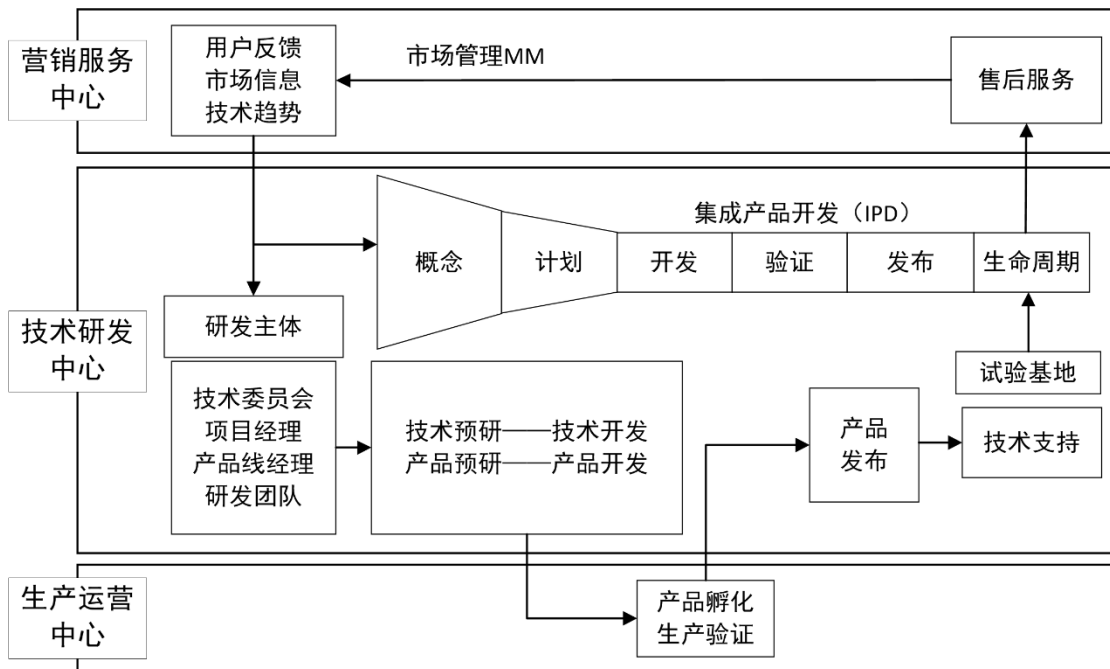 营销服务
中心
用户反馈
市场信息
技术趋势
市场管理MM
售后服务
技术研发
中心
集成产品开发（IPD）
概念
计划
开发
验证
发布
生命周期
研发主体
试验基地
技术委员会
项目经理
产品线经理
研发团队
技术预研——技术开发
产品预研——产品开发
产品
发布
技术支持
生产运营
中心
产品孵化
生产验证